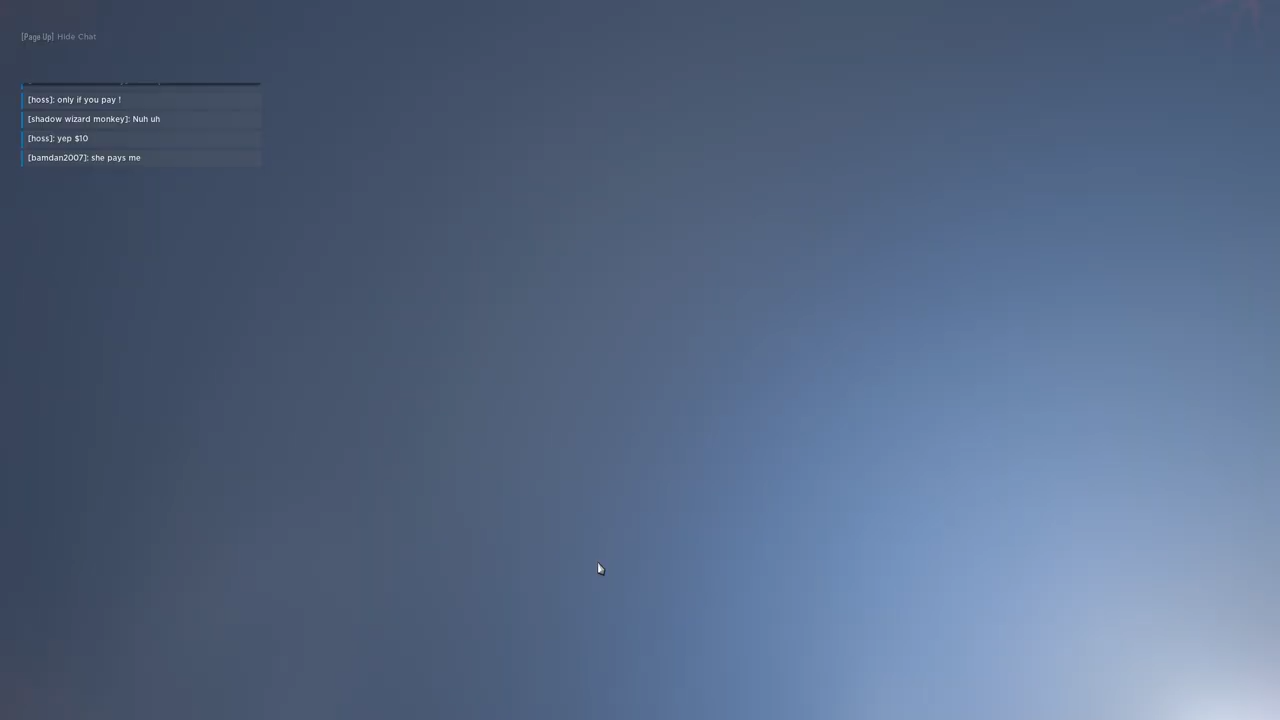 [Page Up] Hide Chat
[hoss]: only if you pay !
[shadow wizard monkey]: Nuh uh
[hoss]: yep $10
[bamdan2007]: she pays me